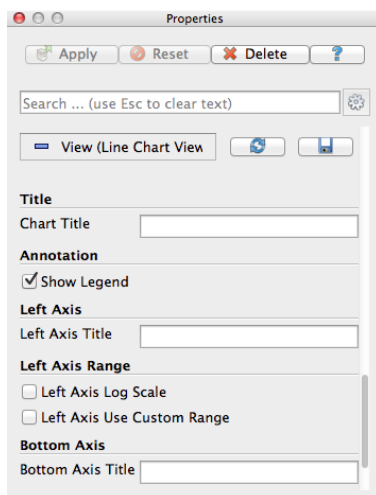 Properties
Apply Reset Delete ?
Search ... (use Esc to clear text)
View (Line Chart View
Title
Chart Title
Annotation
Show Legend
Left Axis
Left Axis Title
Left Axis Range
Left Axis Log Scale
Left Axis Use Custom Range
Bottom Axis
Bottom Axis Title